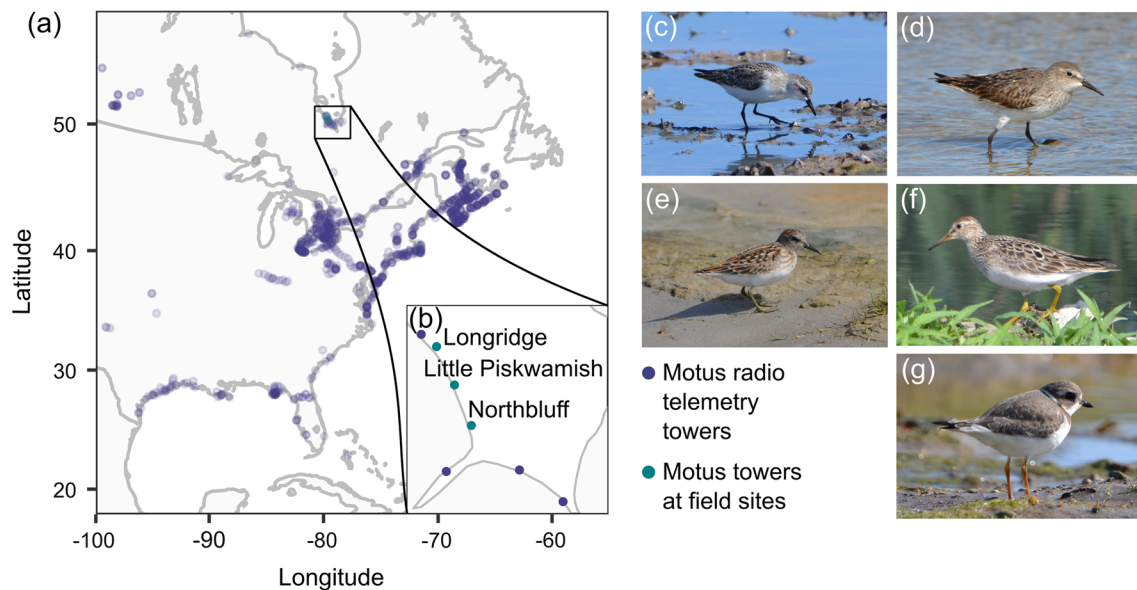 (a)
50
40
30
20
Latitude
-100
-90
-80
-70
-60
Longitude
(b)
Longridge
Little Piskwamish
Northbluff
(c)
(d)
(e)
(f)
Motus radio
telemetry
towers
Motus towers
at field sites
(g)